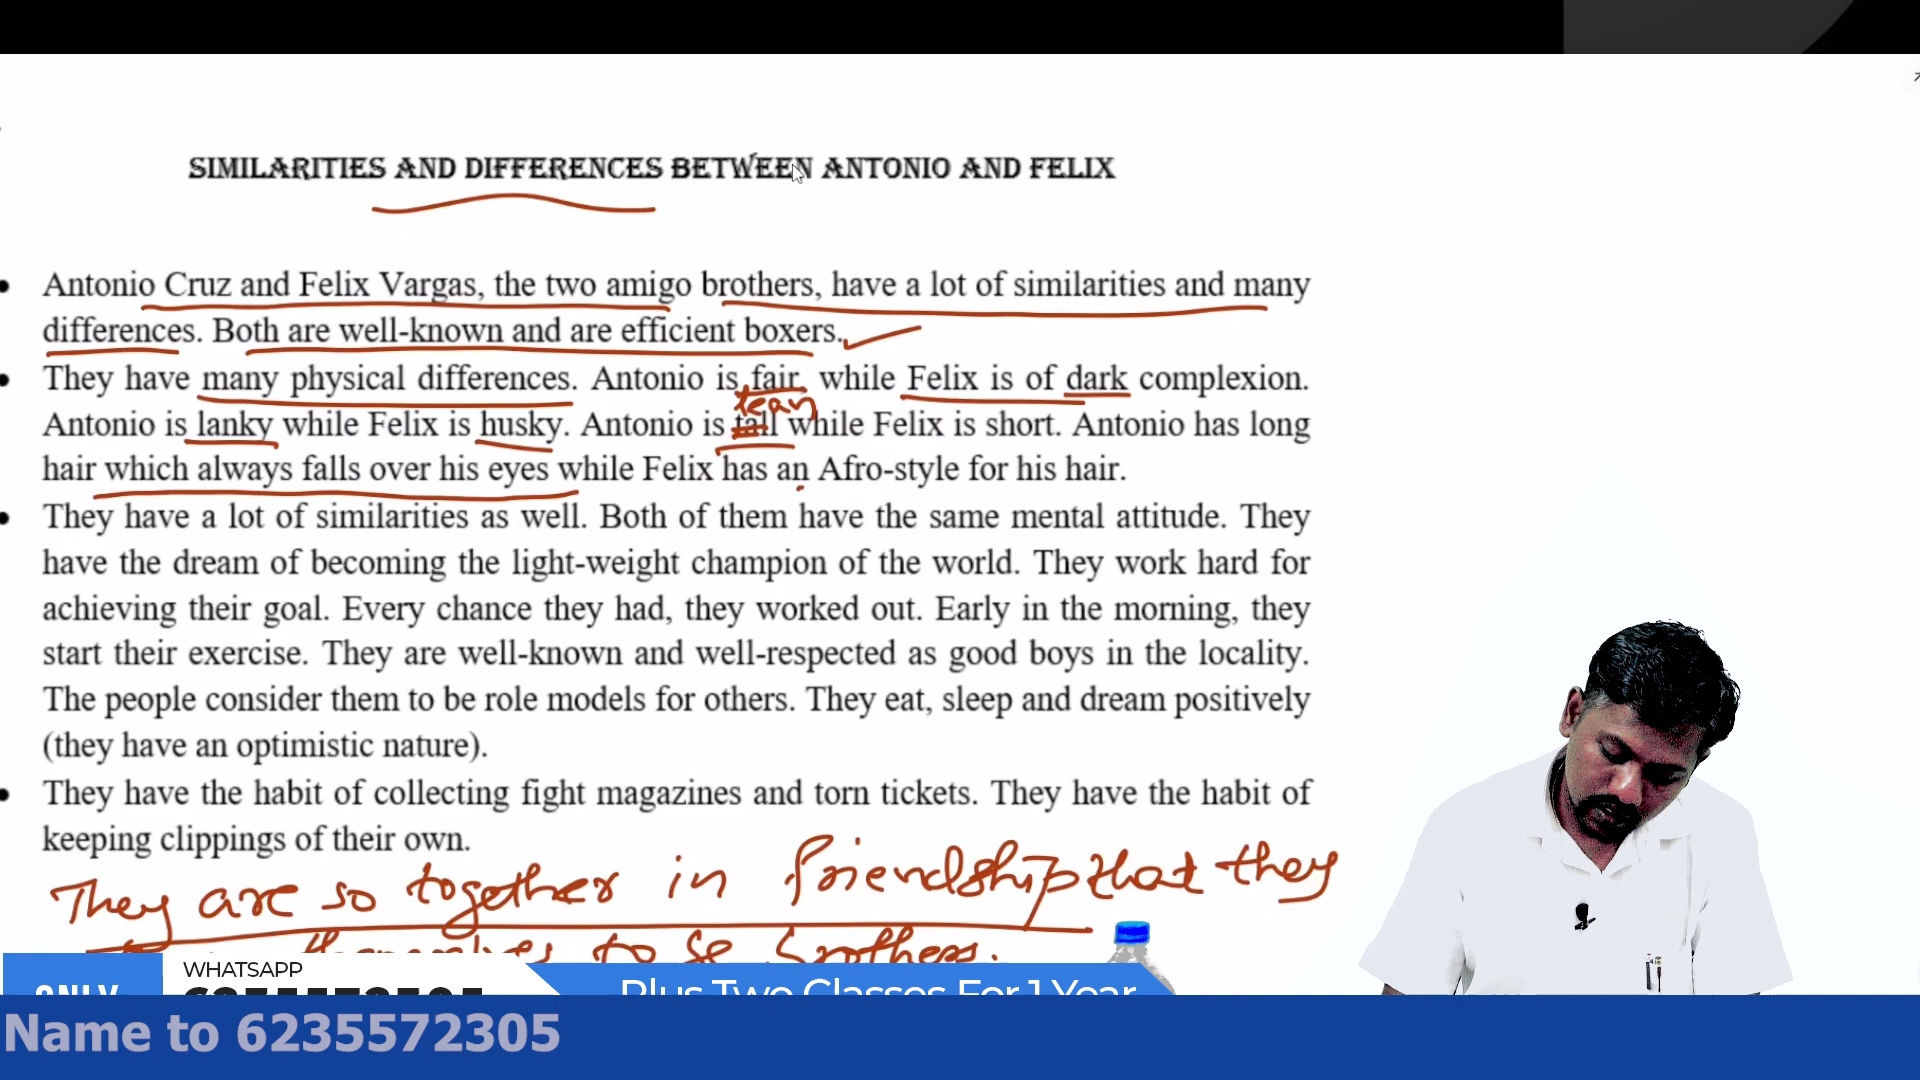 SIMILARITIES AND DIFFERENCES BETWEEN ANTONIO AND FELIX
Antonio Cruz and Felix Vargas, the two amigo brothers, have a lot of similarities and many
differences. Both are well-known and are efficient boxers.
They have many physical differences. Antonio is fair while Felix is of dark complexion.
Antonio is lanky while Felix is husky. Antonio is tall while Felix is short. Antonio has long
hair which always falls over his eyes while Felix has an Afro-style for his hair.
They have a lot of similarities as well. Both of them have the same mental attitude. They
have the dream of becoming the light-weight champion of the world. They work hard for
achieving their goal. Every chance they had, they worked out. Early in the morning, they
start their exercise. They are well-known and well-respected as good boys in the locality.
The people consider them to be role models for others. They eat, sleep and dream positively
(they have an optimistic nature).
They have the habit of collecting fight magazines and torn tickets. They have the habit of
keeping clippings of their own.
They are so together in friendship that they
themselves to be brothers.
ONLY
WHATSAPP
Plus Two Classes For 1 Year
Name to 6235572305